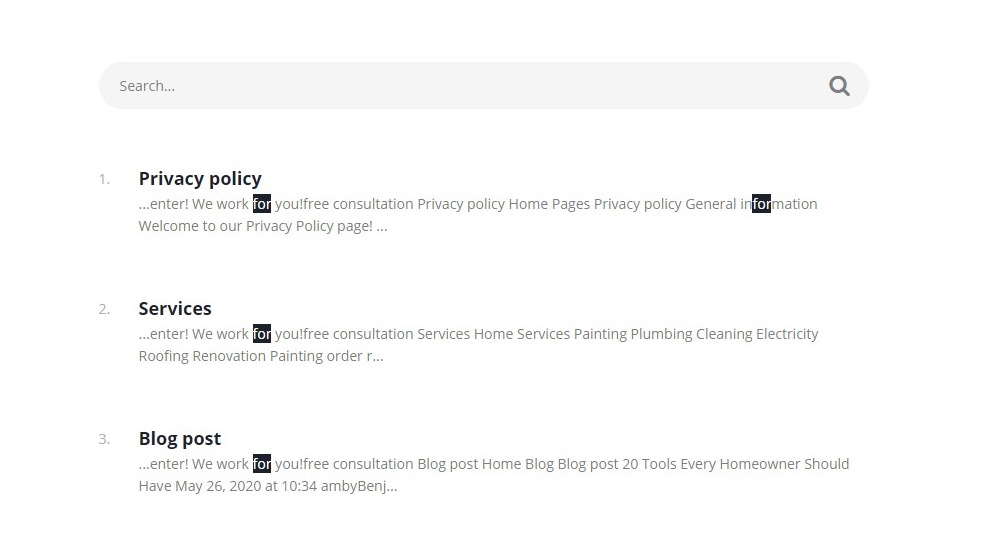 Search...
1. Privacy policy
...enter! We work for you!free consultation Privacy policy Home Pages Privacy policy General information
Welcome to our Privacy Policy page! ...
2. Services
...enter! We work for you!free consultation Services Home Services Painting Plumbing Cleaning Electricity
Roofing Renovation Painting order r...
3. Blog post
...enter! We work for you!free consultation Blog post Home Blog Blog post 20 Tools Every Homeowner Should
Have May 26, 2020 at 10:34 ambyBenj...